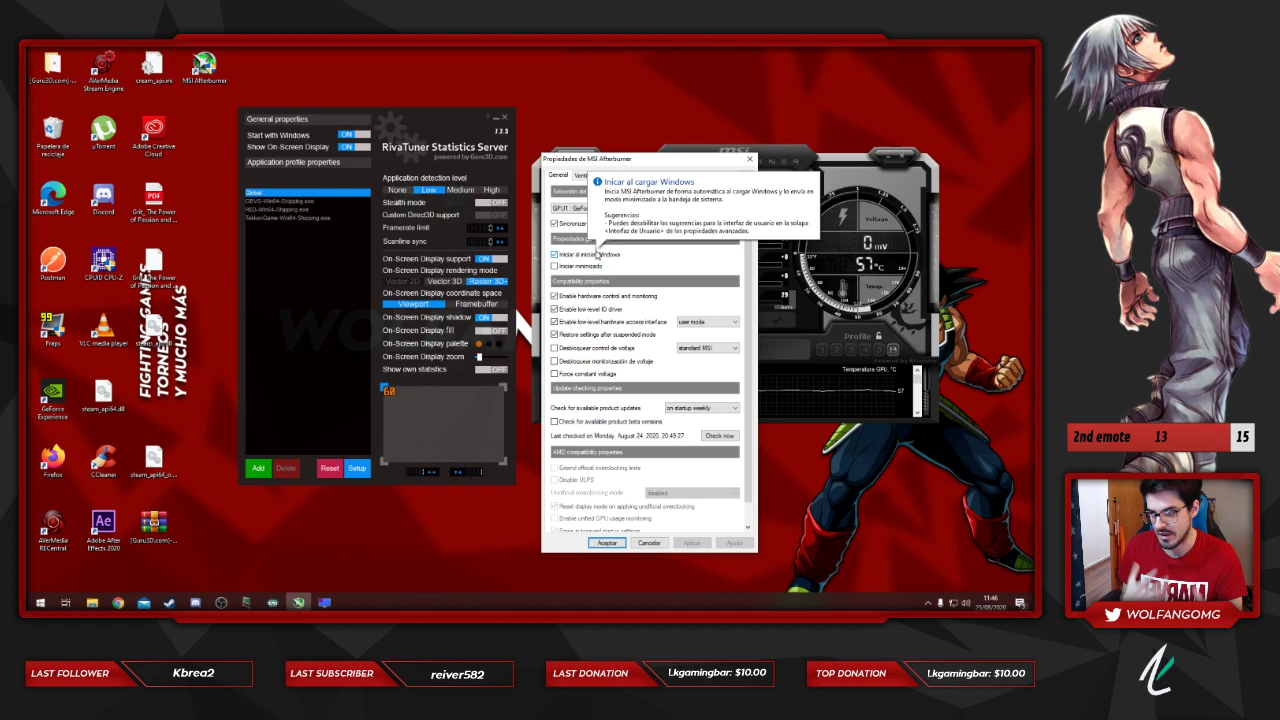 [Guru3D.com]-...
AVerMedia
Stream Engine
cream_api.ini
MSI Afterburner
Papelera de
reciclaje
µTorrent
Adobe Creative
Cloud
Microsoft Edge
Discord
Grit_ The Power
of Passion and ...
Postman
CPUID CPU-Z
Grit_ The Power
of Passion and ...
99
Fraps
VLC media player
GeForce
Experience
steam_api64.dll
Firefox
CCleaner
steam_api64_o...
AVerMedia
RECentral
Adobe After
Effects 2020
[Guru3D.com]-...
FIGHTING GAMES
TORNEOS
Y MUCHO MÁS
General properties
Start with Windows
ON
Show On-Screen Display
ON
Application profile properties
Global
GBVS-Win64-Shipping.exe
RED-Win64-Shipping.exe
TekkenGame-Win64-Shipping.exe
Add
Delete
Reset
Setup
7.2.3
RivaTuner Statistics Server
powered by Guru3D.com
Application detection level
None
Low
Medium
High
Stealth mode
OFF
Custom Direct3D support
OFF
Framerate limit
0
Scanline sync
0
On-Screen Display support
ON
On-Screen Display rendering mode
Vector 2D
Vector 3D
Raster 3D
On-Screen Display coordinate space
Viewport
Framebuffer
On-Screen Display shadow
ON
On-Screen Display fill
OFF
On-Screen Display palette
On-Screen Display zoom
Show own statistics
OFF
60
Propiedades de MSI Afterburner
General
Inicar al cargar Windows
Inicia MSI Afterburner de forma automática al cargar Windows y lo envía en
modo minimizado a la bandeja de sistema.
Sugerencias:
- Puedes desabilitar las sugerencias para la interfaz de usuario en la solapa
<Interfaz de Usuario> de las propiedades avanzadas.
Iniciar al iniciar Windows
Iniciar minimizado
Compatibility properties
Enable hardware control and monitoring
Enable low-level IO driver
Enable low-level hardware access interface
user mode
Restore settings after suspended mode
Desbloquear control de voltaje
standard MSI
Desbloquear monitorización de voltaje
Force constant voltage
Update checking properties
Check for available product updates
on startup weekly
Check for available product beta versions
Last checked on Monday, August 24, 2020, 20:49:27
Check now
AMD compatibility properties
Extend official overclocking limits
Disable ULPS
Unofficial overclocking mode
disabled
Reset display mode on applying unofficial overclocking
Enable unified GPU usage monitoring
Aceptar
Cancelar
Aplicar
Ayuda
Voltage
0 mV
57 °C
Temp.
Profile
1 2 3 4 5
Temperatura GPU, °C
57
11:46
25/08/2020
2nd emote
13
15
WOLFANGOMG
LAST FOLLOWER
Kbrea2
LAST SUBSCRIBER
reiver582
LAST DONATION
Lkgamingbar: $10.00
TOP DONATION
Lkgamingbar: $10.00